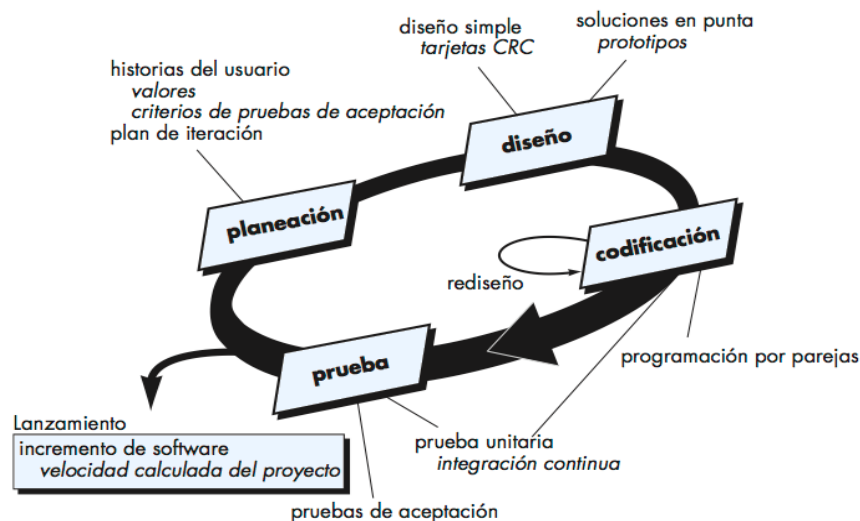 diseño simple
tarjetas CRC
soluciones en punta
prototipos
historias del usuario
valores
criterios de pruebas de aceptación
plan de iteración
diseño
planeación
codificación
rediseño
prueba
programación por parejas
Lanzamiento
incremento de software
velocidad calculada del proyecto
prueba unitaria
integración continua
pruebas de aceptación